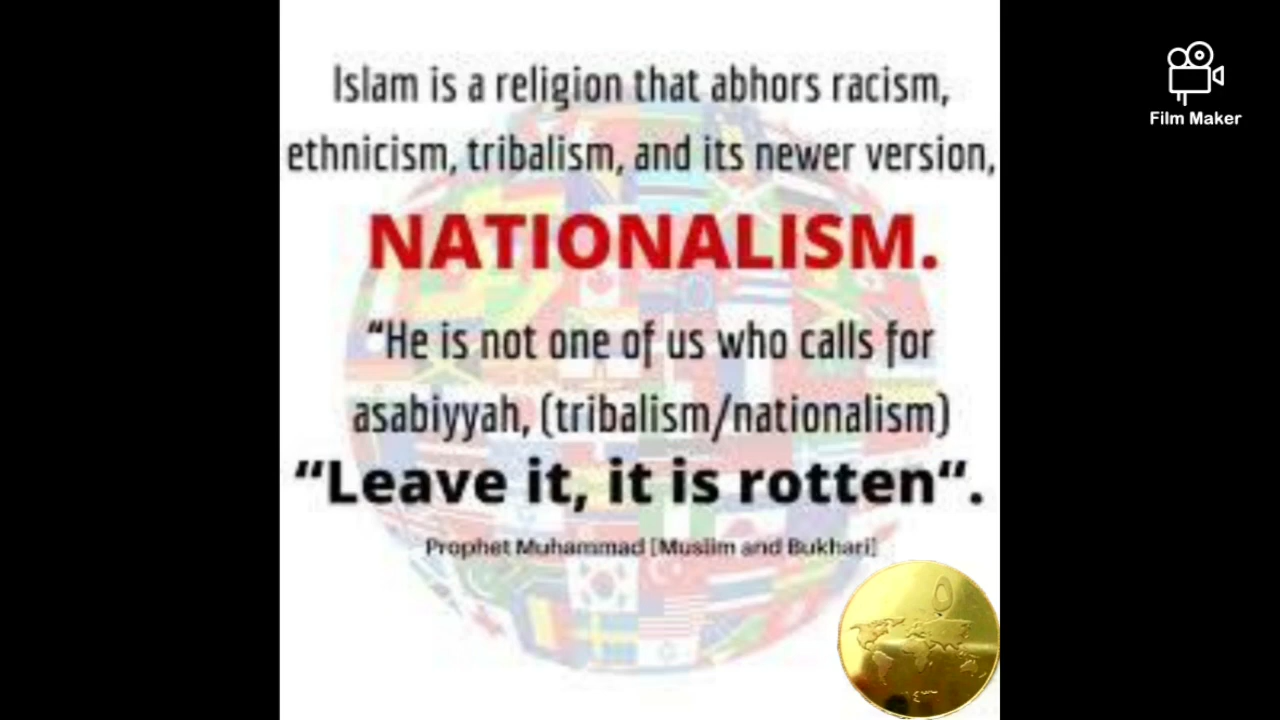 Islam is a religion that abhors racism,
ethnicism, tribalism, and its newer version,
NATIONALISM.
“He is not one of us who calls for
asabiyyah, (tribalism/nationalism)
“Leave it, it is rotten“.
Prophet Muhammad [Muslim and Bukhari]
Film Maker